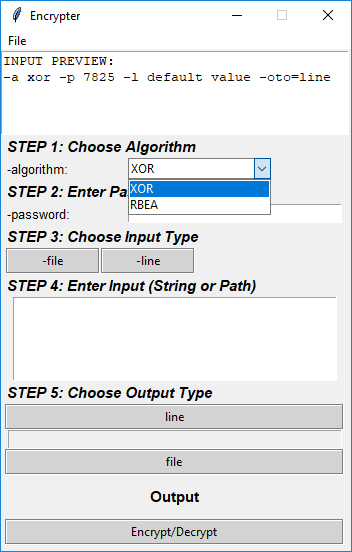 Encrypter
File
INPUT PREVIEW:
-a xor -p 7825 -l default value -oto=line
STEP 1: Choose Algorithm
-algorithm:
XOR
XOR
RBEA
STEP 2: Enter Pa
-password:
STEP 3: Choose Input Type
-file
-line
STEP 4: Enter Input (String or Path)
STEP 5: Choose Output Type
line
file
Output
Encrypt/Decrypt